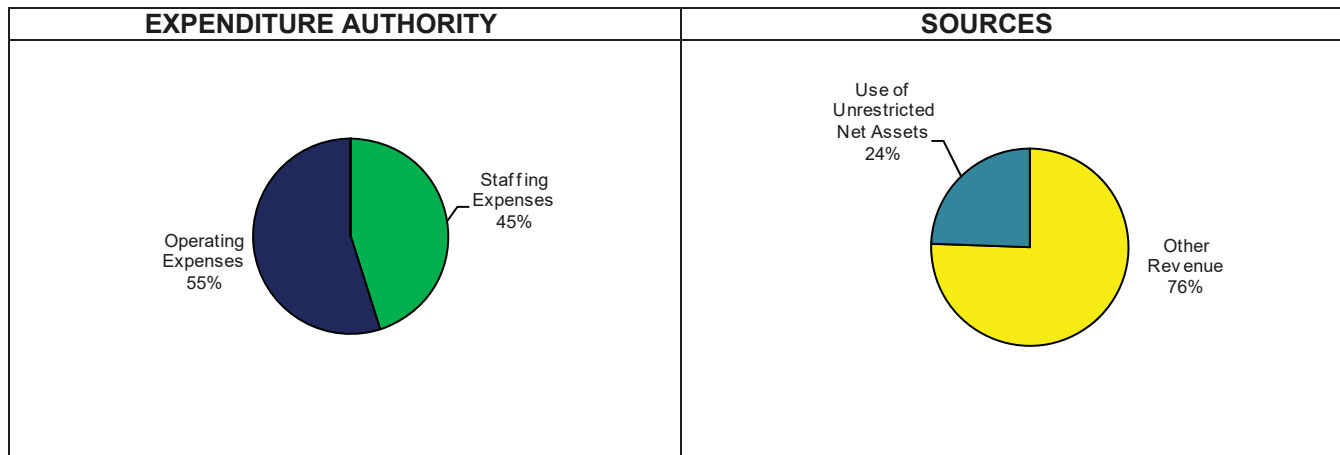 EXPENDITURE AUTHORITY
SOURCES
Staffing
Expenses
45%
Operating
Expenses
55%
Use of
Unrestricted
Net Assets
24%
Other
Revenue
76%